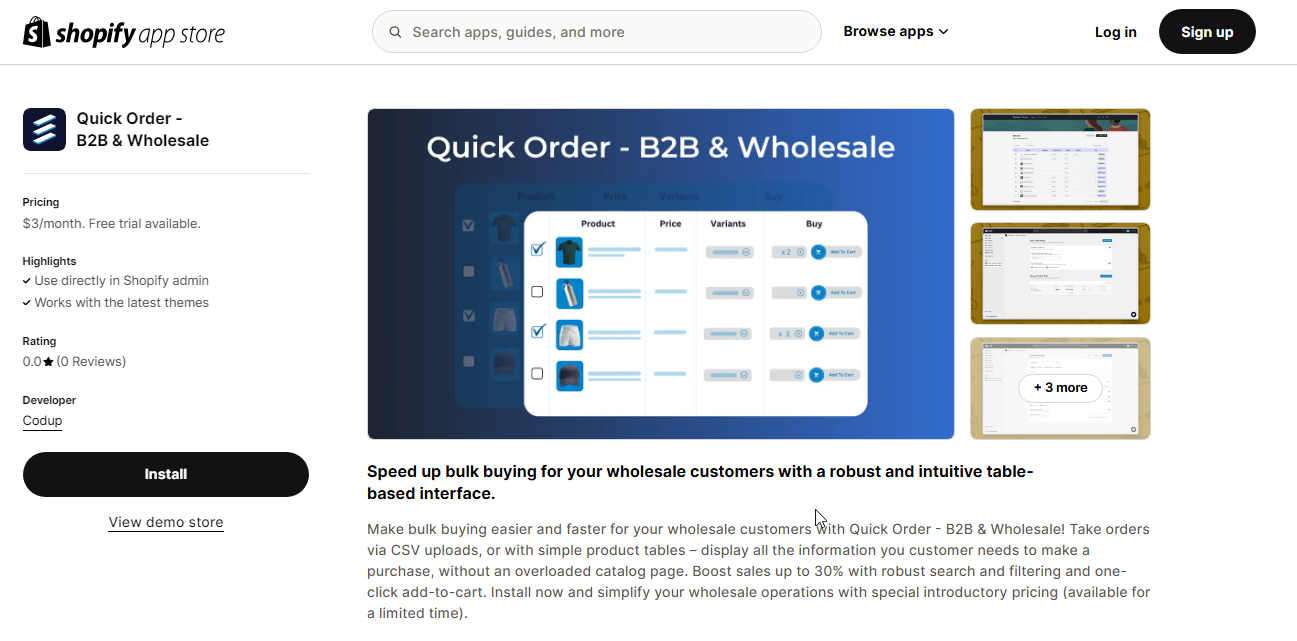 shopify app store
Search apps, guides, and more
Browse apps
Log in
Sign up
Quick Order -
B2B & Wholesale
Pricing
$3/month. Free trial available.
Highlights
Use directly in Shopify admin
Works with the latest themes
Rating
0.0 (0 Reviews)
Developer
Codup
Install
View demo store
Quick Order - B2B & Wholesale
Product Price Variants Buy
Product Price Variants Buy
x 2 Add To Cart
Add To Cart
x 3 Add To Cart
Add To Cart
+ 3 more
Speed up bulk buying for your wholesale customers with a robust and intuitive table-
based interface.
Make bulk buying easier and faster for your wholesale customers with Quick Order - B2B & Wholesale! Take orders
via CSV uploads, or with simple product tables – display all the information you customer needs to make a
purchase, without an overloaded catalog page. Boost sales up to 30% with robust search and filtering and one-
click add-to-cart. Install now and simplify your wholesale operations with special introductory pricing (available for
a limited time).